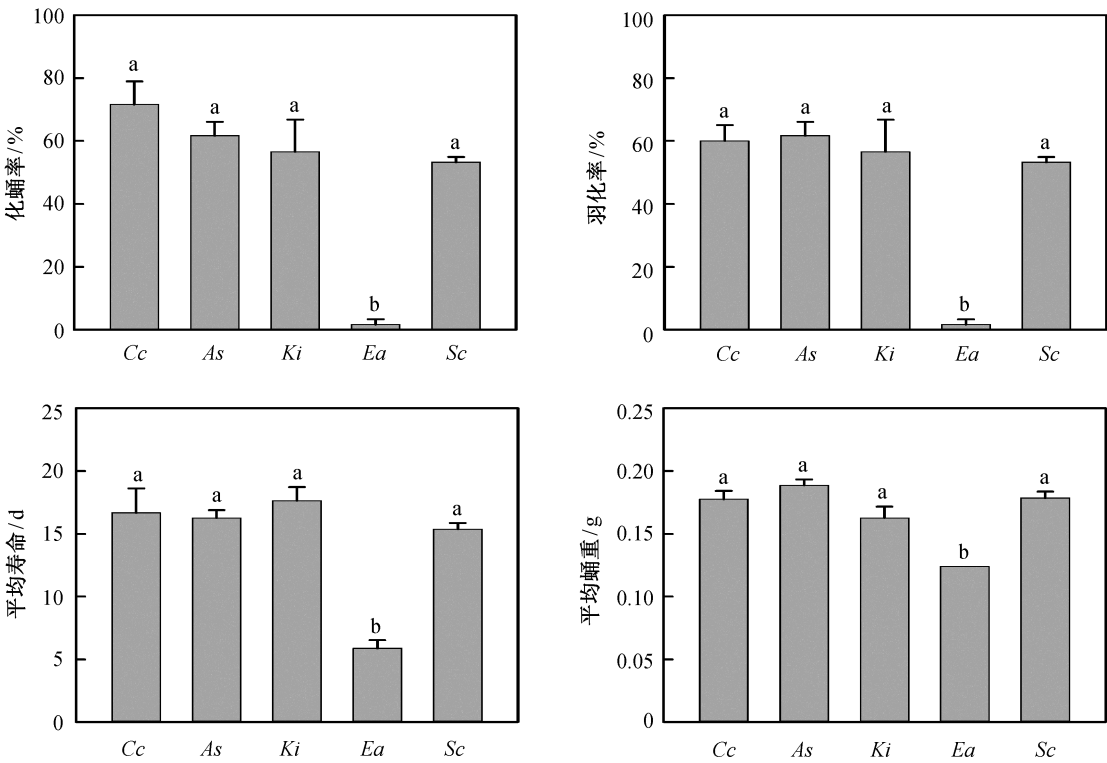 100
80
60
40
20
0
化蛹率/%
a
a
a
b
a
Cc As Ki Ea Sc
100
80
60
40
20
0
羽化率/%
a
a
a
b
a
Cc As Ki Ea Sc
25
20
15
10
5
0
平均寿命/d
a
a
a
b
a
Cc As Ki Ea Sc
0.25
0.20
0.15
0.10
0.05
0
平均蛹重/g
a
a
a
b
a
Cc As Ki Ea Sc